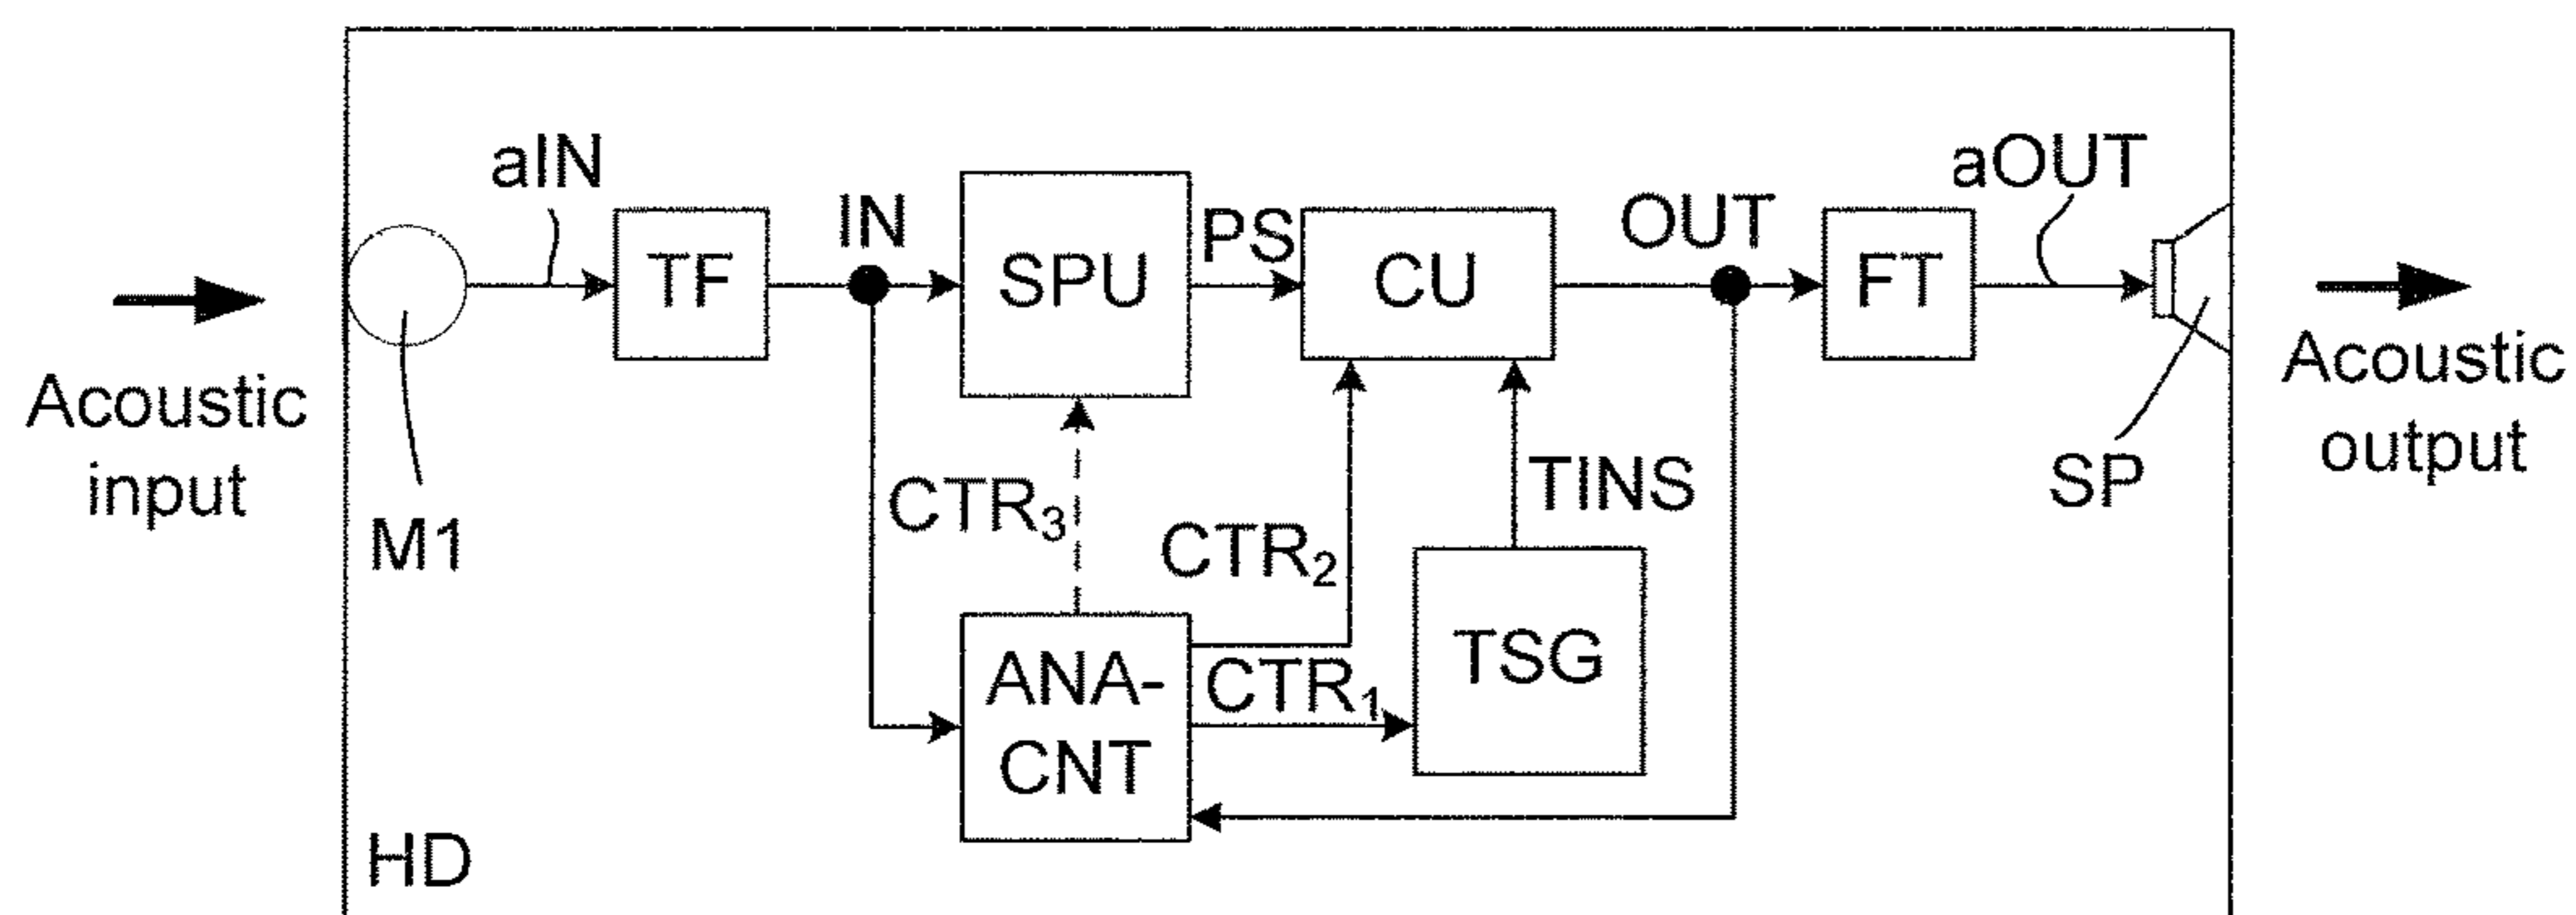 aIN
aOUT
IN
PS
OUT
TF
SPU
CU
FT
Acoustic
input
Acoustic
output
M1
CTR₃
CTR₂
TINS
SP
ANA-
CNT
CTR₁
TSG
HD